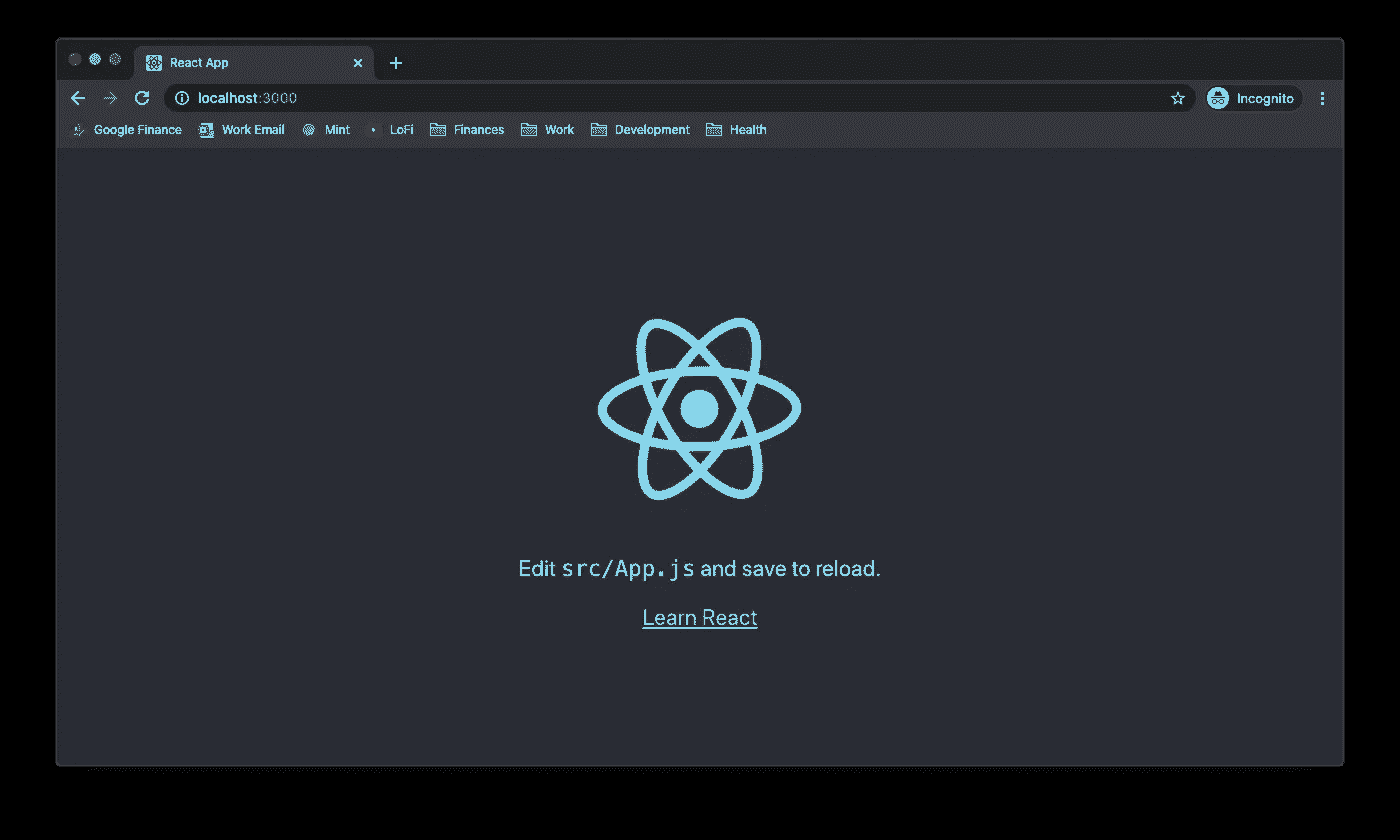 React App
localhost:3000
Incognito
Google Finance Work Email Mint LoFi Finances Work Development Health
Edit src/App.js and save to reload.
Learn React